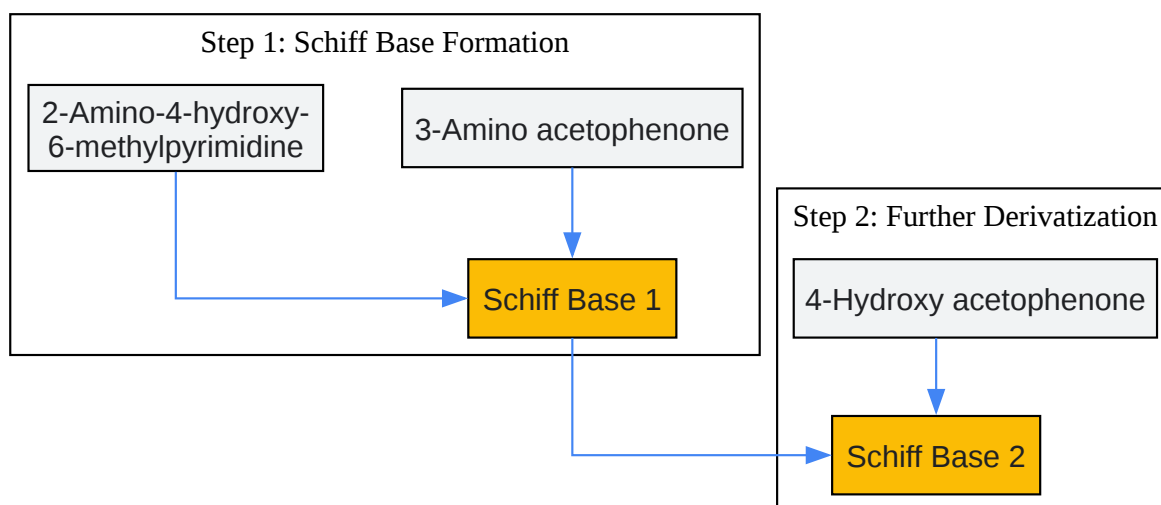 Step 1: Schiff Base Formation
2-Amino-4-hydroxy-
6-methylpyrimidine
3-Amino acetophenone
Schiff Base 1
Step 2: Further Derivatization
4-Hydroxy acetophenone
Schiff Base 2